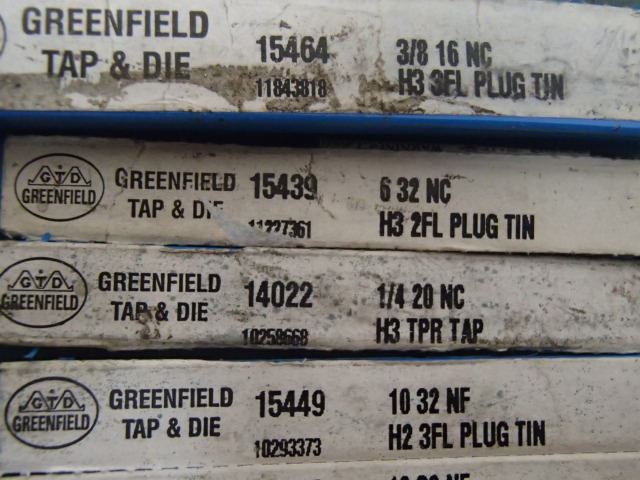 GREENFIELD 15464 3/8 16 NC
TAP & DIE 11843818 H3 3FL PLUG TIN
GTD GREENFIELD 15439 6 32 NC
GREENFIELD TAP & DIE 11227361 H3 2FL PLUG TIN
GTD GREENFIELD 14022 1/4 20 NC
GREENFIELD TAP & DIE 10258668 H3 TPR TAP
GTD GREENFIELD 15449 10 32 NF
GREENFIELD TAP & DIE 10293373 H2 3FL PLUG TIN